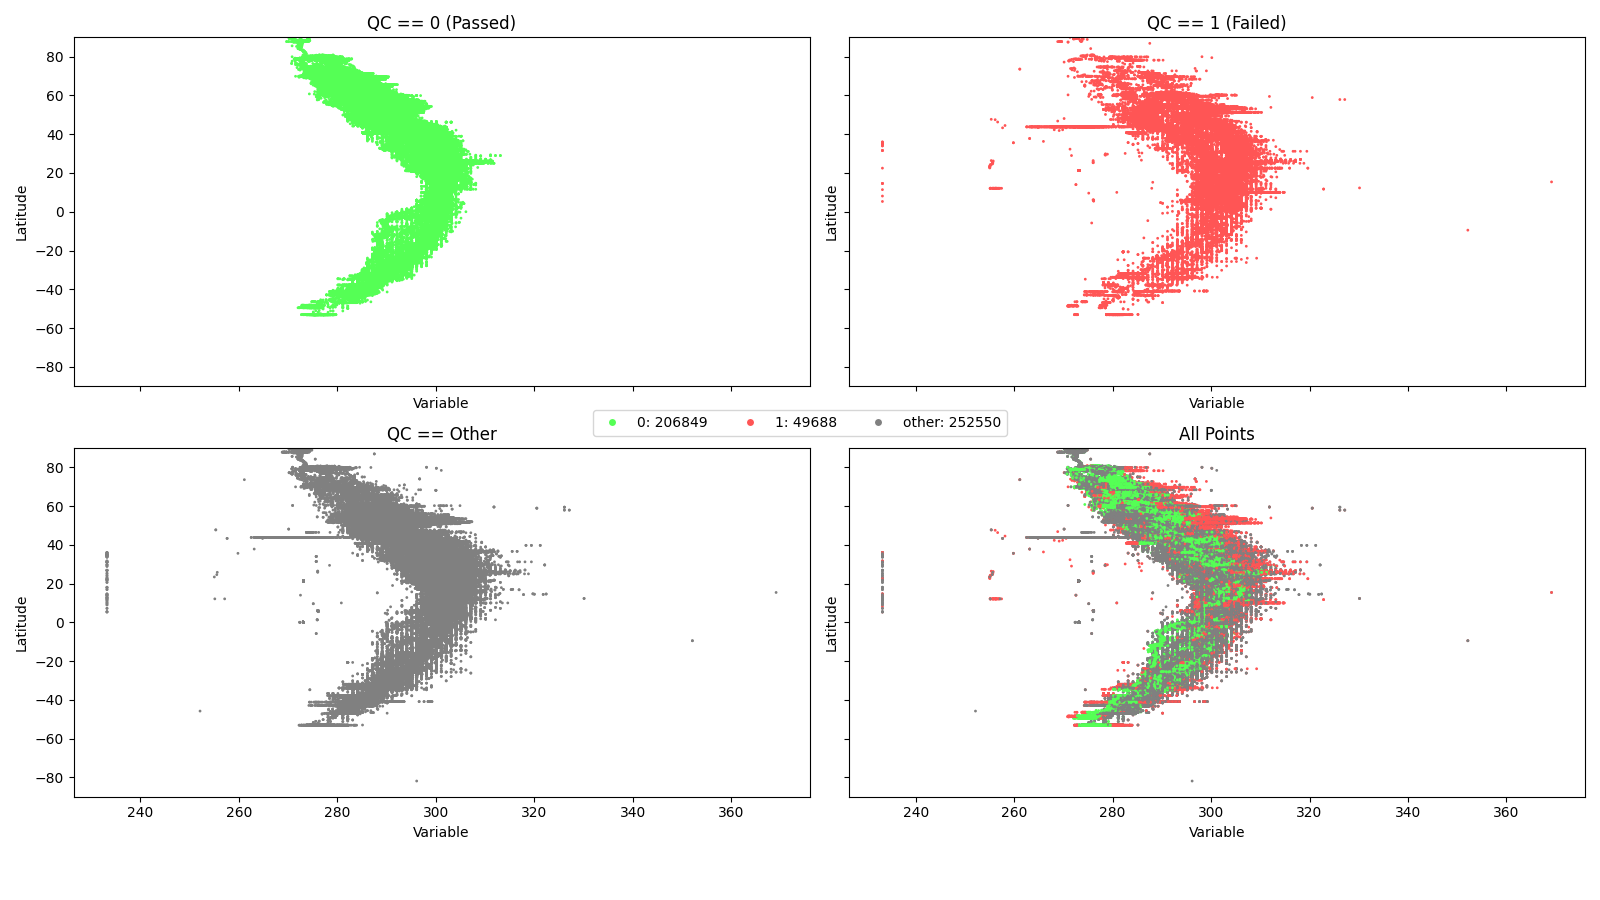 QC == 0 (Passed)
QC == 1 (Failed)
80
60
40
20
0
−20
−40
−60
−80
Latitude
Latitude
Variable
Variable
0: 206849 1: 49688 other: 252550
QC == Other
All Points
80
60
40
20
0
−20
−40
−60
−80
Latitude
Latitude
240 260 280 300 320 340 360
240 260 280 300 320 340 360
Variable
Variable